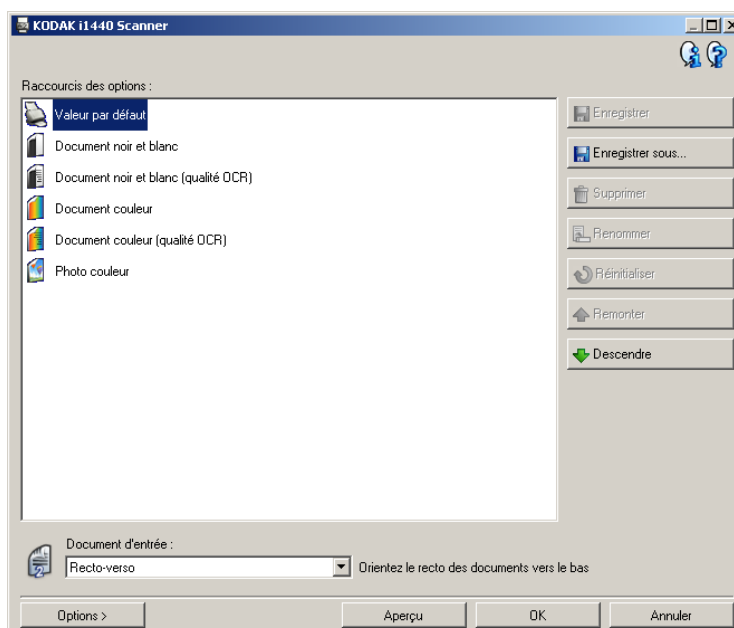 KODAK i1440 Scanner
Raccourcis des options :
Valeur par défaut
Document noir et blanc
Document noir et blanc (qualité OCR)
Document couleur
Document couleur (qualité OCR)
Photo couleur
Enregistrer
Enregistrer sous...
Supprimer
Renommer
Réinitialiser
Remonter
Descendre
Document d'entrée :
Recto-verso
Orientez le recto des documents vers le bas
Options >
Aperçu
OK
Annuler